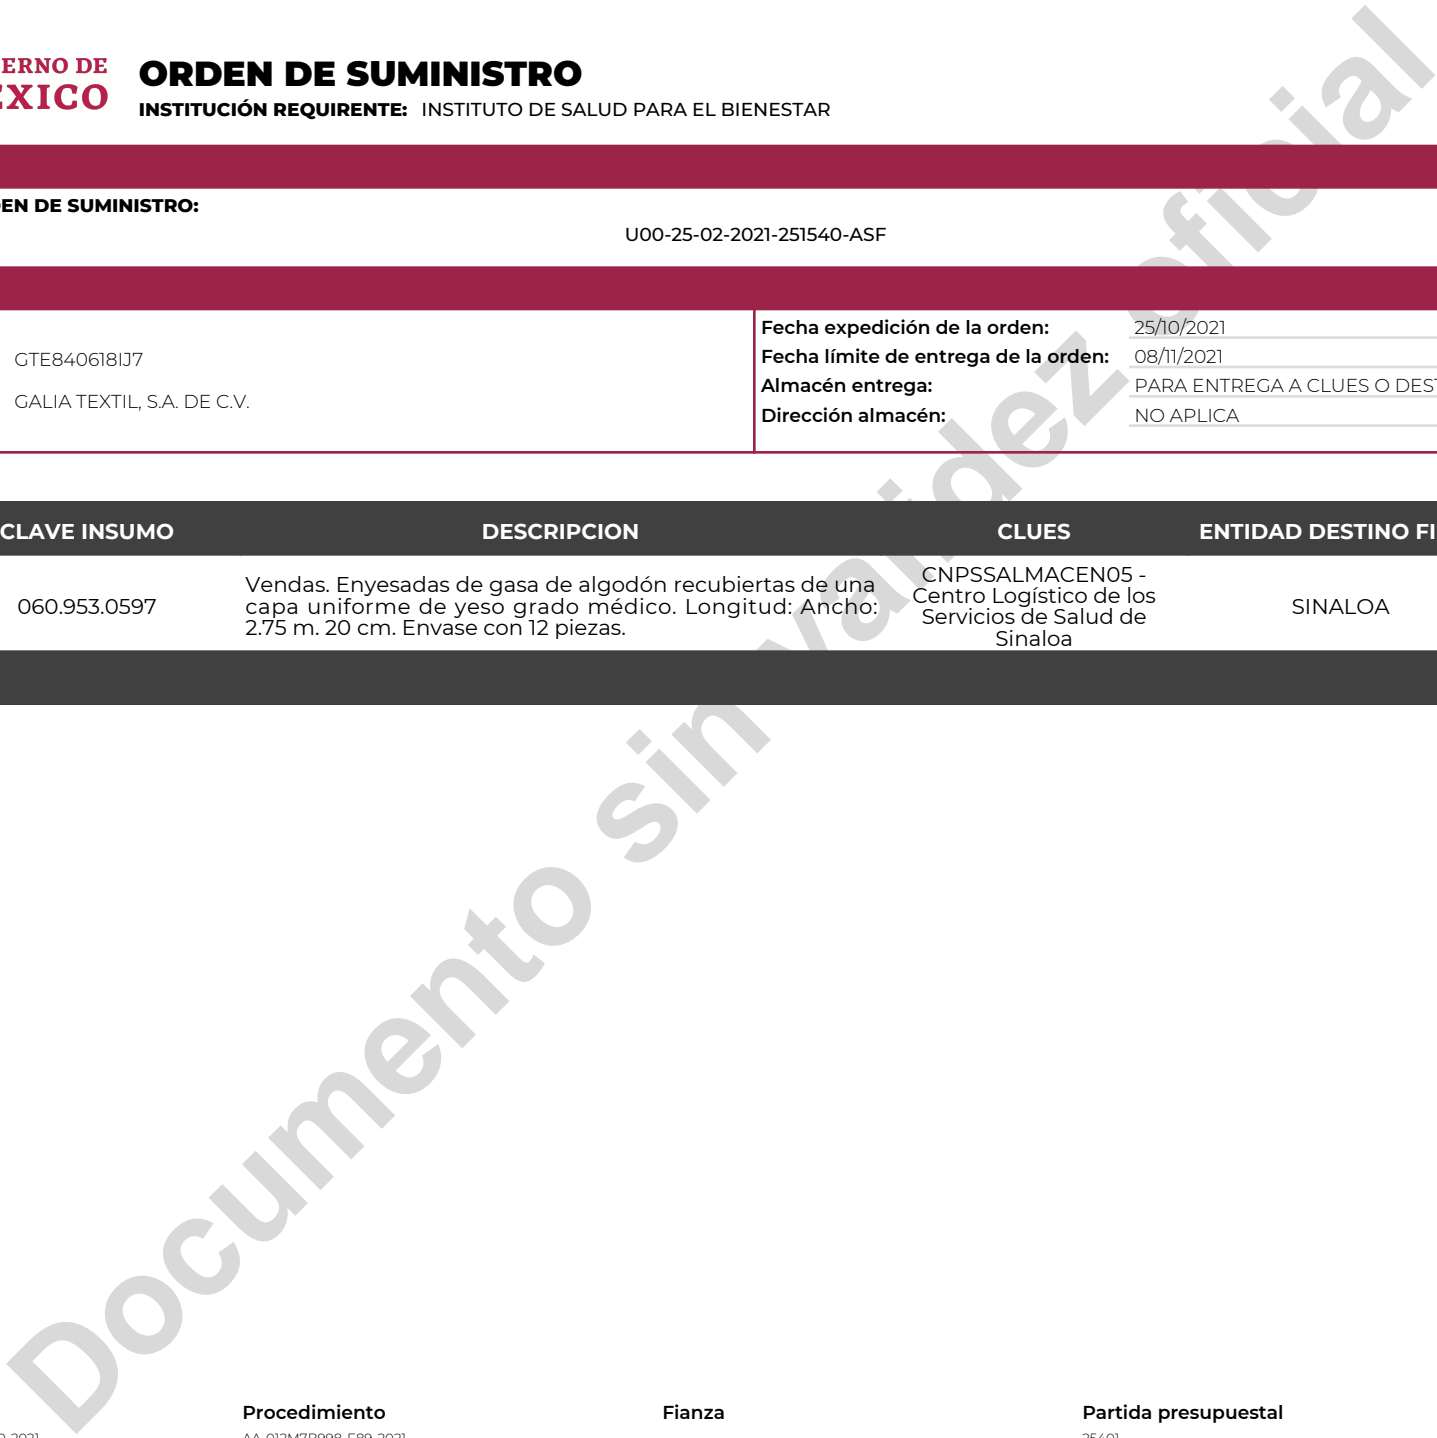 ERNO DE
EXICO
ORDEN DE SUMINISTRO
INSTITUCIÓN REQUIRENTE: INSTITUTO DE SALUD PARA EL BIENESTAR
EN DE SUMINISTRO:
U00-25-02-2021-251540-ASF
GTE840618IJ7
GALIA TEXTIL, S.A. DE C.V.
Fecha expedición de la orden: 25/10/2021
Fecha límite de entrega de la orden: 08/11/2021
Almacén entrega: PARA ENTREGA A CLUES O DEST
Dirección almacén: NO APLICA
CLAVE INSUMO DESCRIPCION CLUES ENTIDAD DESTINO FI
060.953.0597
Vendas. Enyesadas de gasa de algodón recubiertas de una
capa uniforme de yeso grado médico. Longitud: Ancho:
2.75 m. 20 cm. Envase con 12 piezas.
CNPSSALMACEN05 -
Centro Logístico de los
Servicios de Salud de
Sinaloa
SINALOA
Documento sin validez oficial
Procedimiento Fianza Partida presupuestal